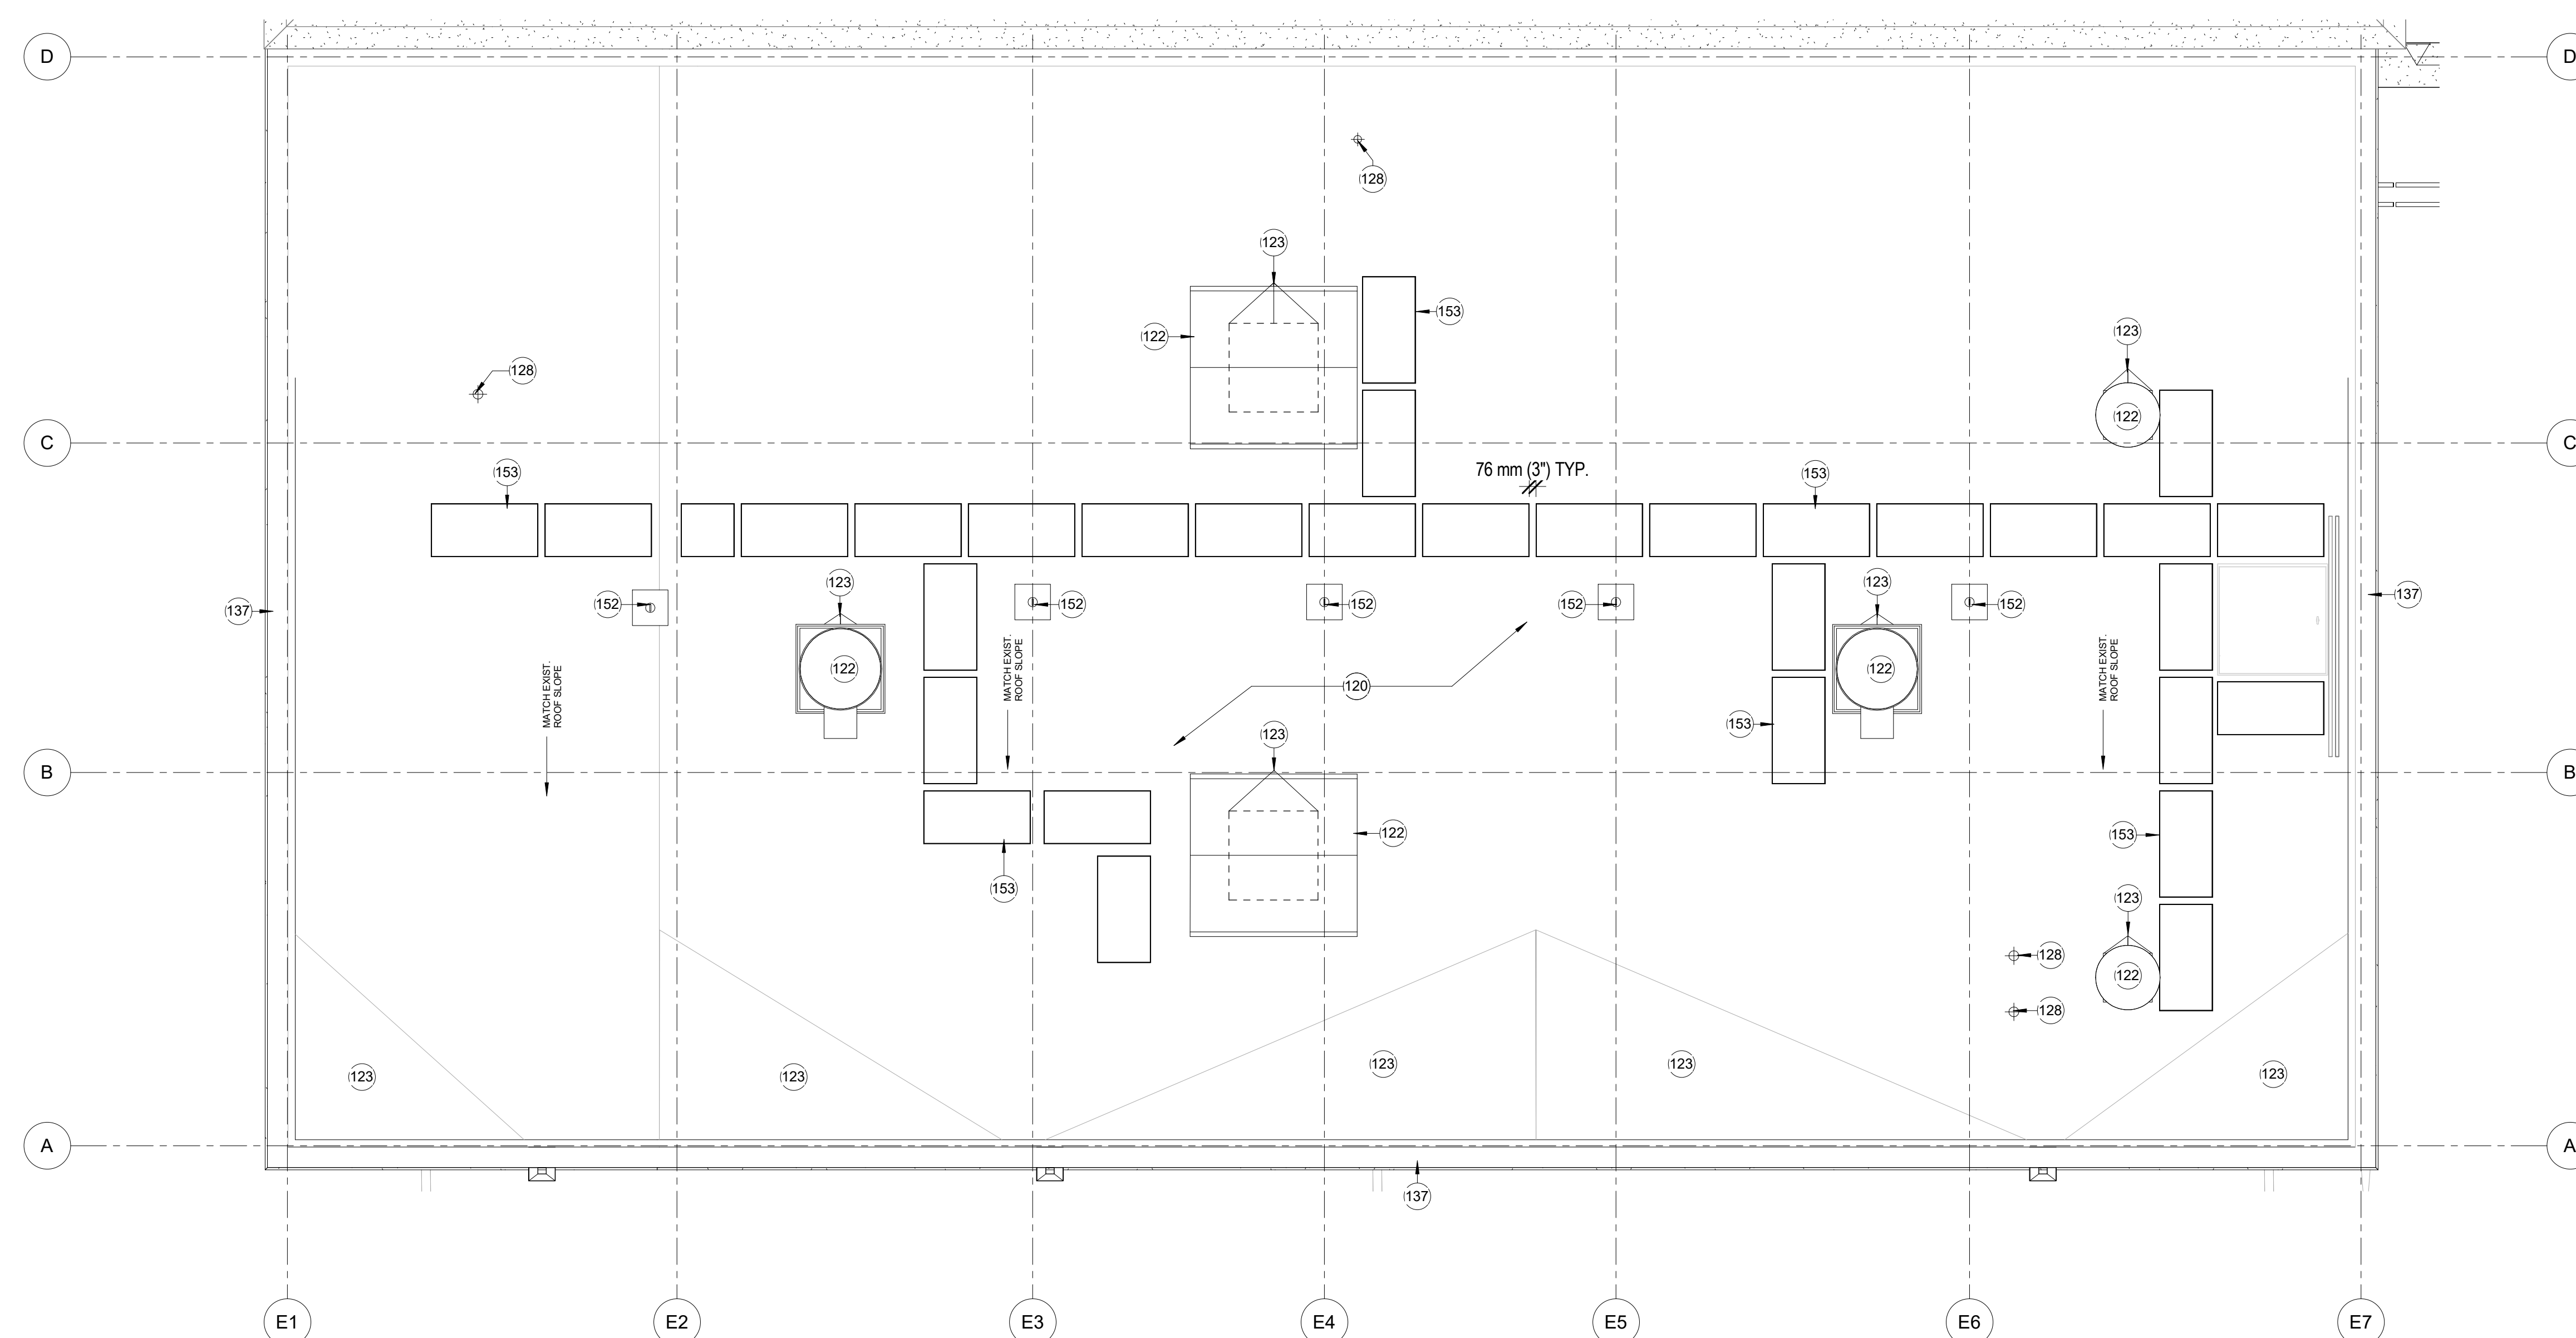 D
D
128
123
153
122
123
128
122
C
C
153
76 mm (3") TYP.
153
123
123
152
152
152
152
152
137
137
122
122
MATCH EXIST.
ROOF SLOPE
MATCH EXIST.
ROOF SLOPE
MATCH EXIST.
ROOF SLOPE
120
153
123
B
B
122
153
153
123
128
122
128
123
123
123
123
123
A
A
137
E1
E2
E3
E4
E5
E6
E7